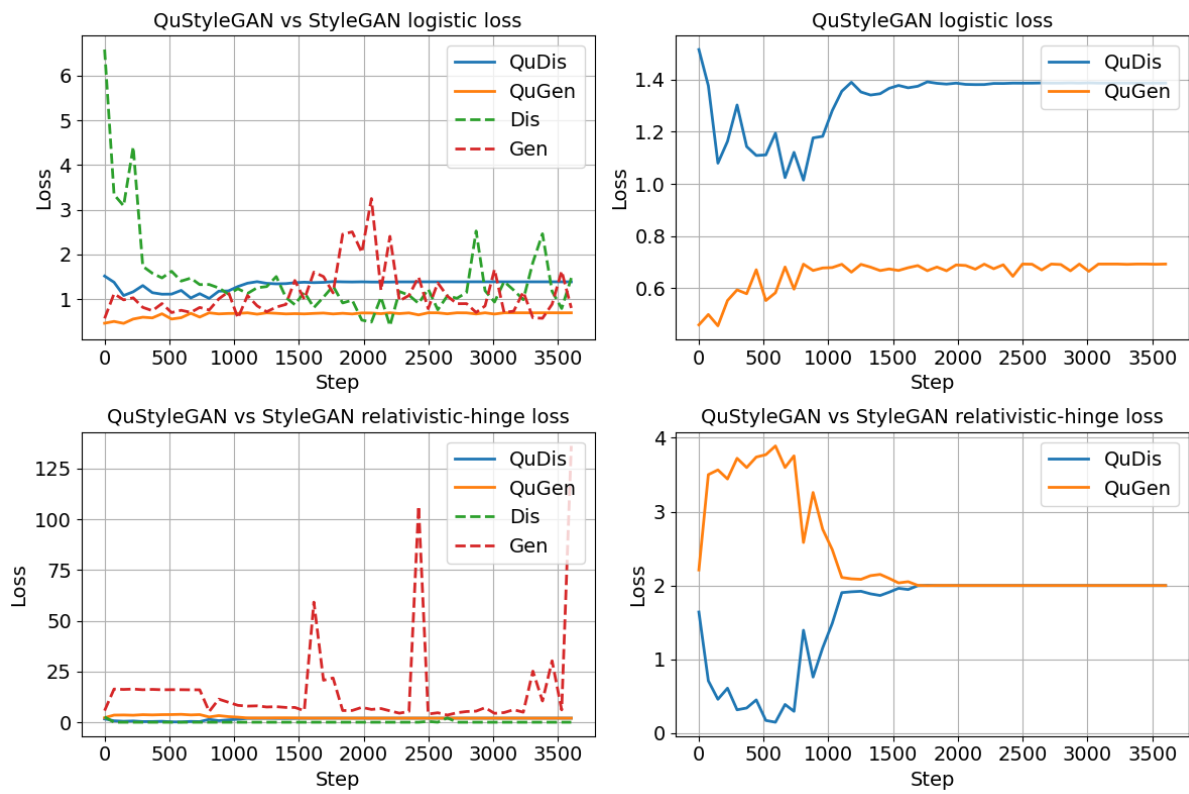 QuStyleGAN vs StyleGAN logistic loss
Loss
6
5
4
3
2
1
QuDis
QuGen
Dis
Gen
0 500 1000 1500 2000 2500 3000 3500
Step
QuStyleGAN logistic loss
Loss
1.4
1.2
1.0
0.8
0.6
QuDis
QuGen
0 500 1000 1500 2000 2500 3000 3500
Step
QuStyleGAN vs StyleGAN relativistic-hinge loss
Loss
125
100
75
50
25
0
QuDis
QuGen
Dis
Gen
0 500 1000 1500 2000 2500 3000 3500
Step
QuStyleGAN vs StyleGAN relativistic-hinge loss
Loss
4
3
2
1
0
QuDis
QuGen
0 500 1000 1500 2000 2500 3000 3500
Step